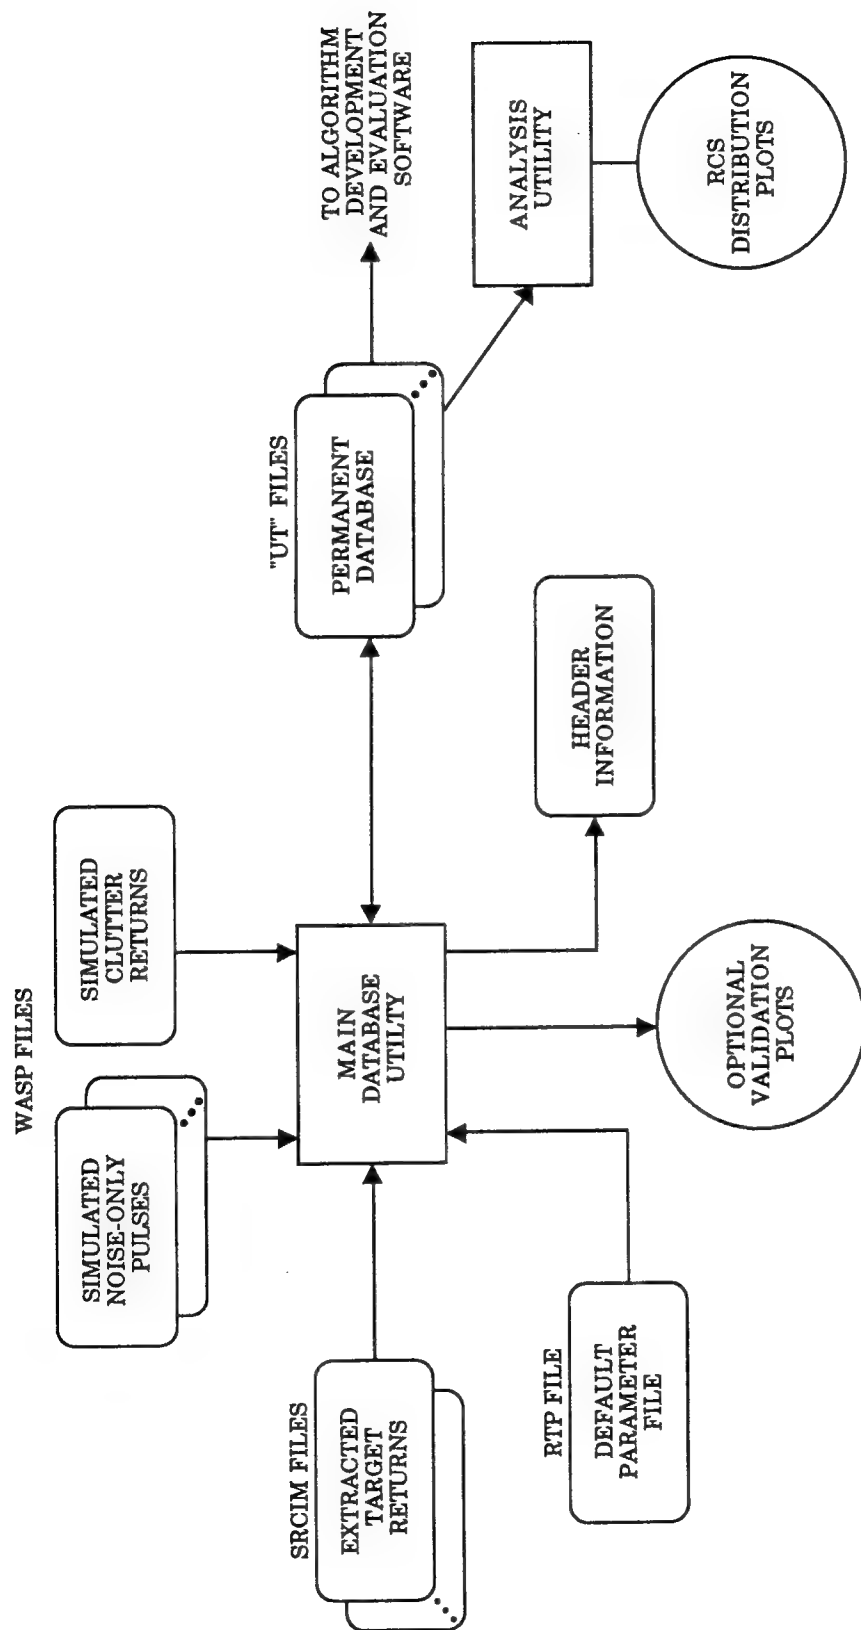 WASP FILES
SIMULATED
NOISE-ONLY
PULSES
SIMULATED
CLUTTER
RETURNS
SRCIM FILES
EXTRACTED
TARGET
RETURNS
MAIN
DATABASE
UTILTY
"UT" FILES
PERMANENT
DATABASE
TO ALGORITHM
DEVELOPMENT
AND EVALUATION
SOFTWARE
RTP FILE
DEFAULT
PARAMETER
FILE
OPTIONAL
VALIDATION
PLOTS
HEADER
INFORMATION
ANALYSIS
UTILITY
RCS
DISTRIBUTION
PLOTS